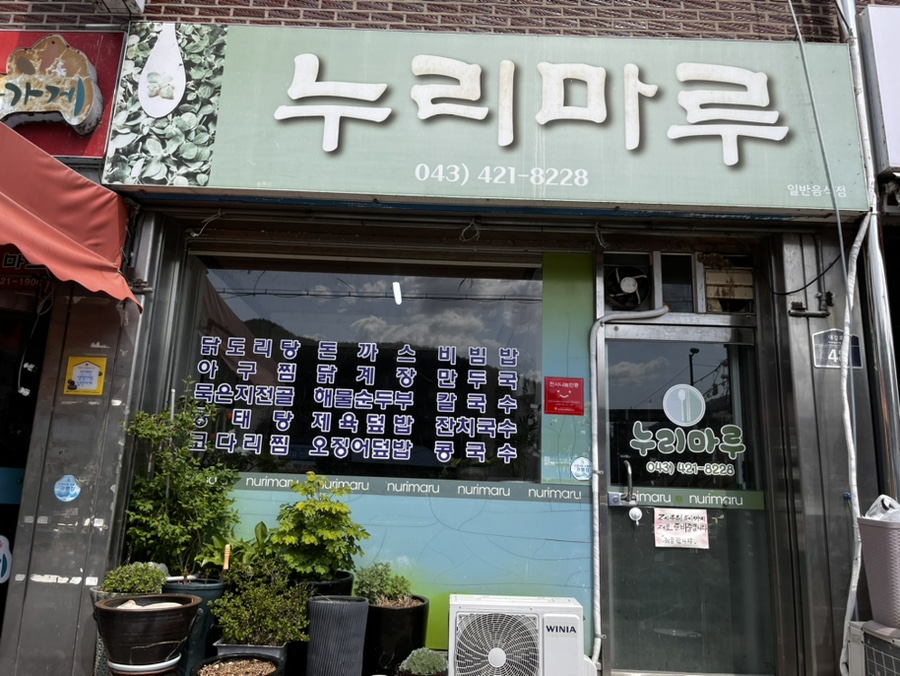 누리마루
043) 421-8228
일반음식점
가게
닭도리탕 돈까스 비빔밥
아구찜 닭계장 만두국
묵은지전골 해물순두부 칼국수
동태탕 제육덮밥 잔치국수
코다리찜 오징어덮밥 콩국수
nurimaru nurimaru nurimaru nurimaru
누리마루
043) 421-8228
nurimaru nurimaru
WINIA